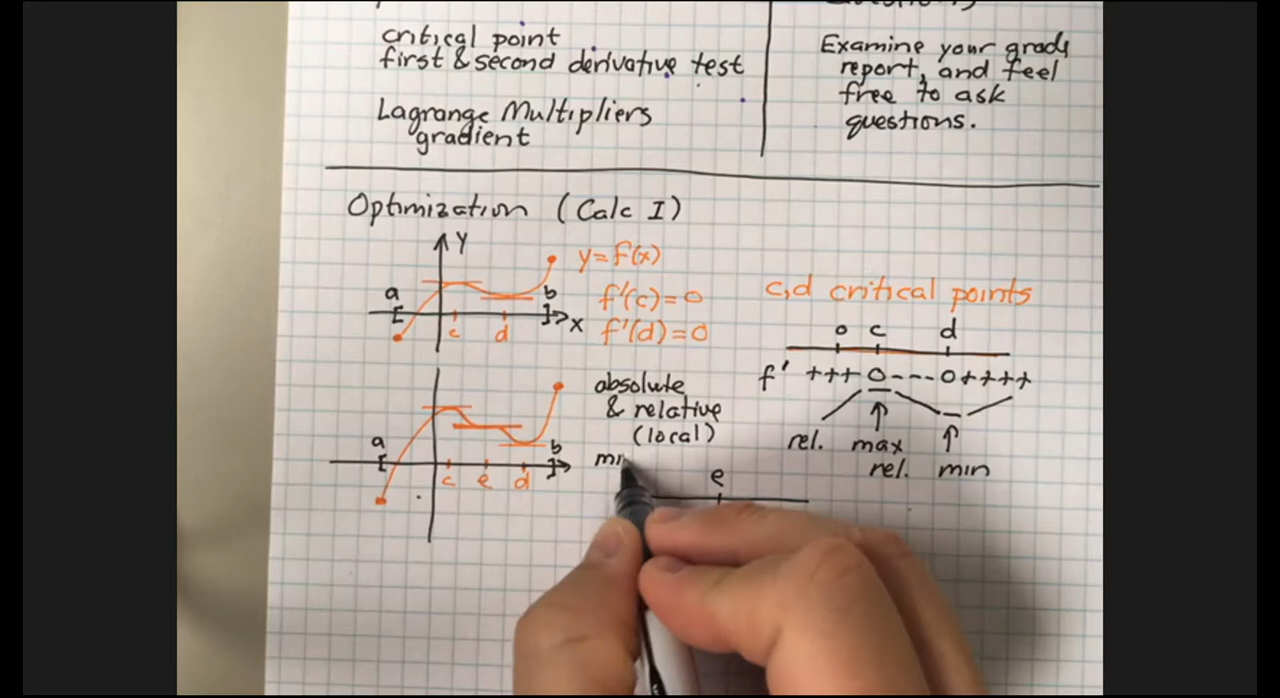 critical point
first & second derivative test
Lagrange Multipliers
gradient
Examine your grade
report, and feel
free to ask
questions.
Optimization (Calc I)
y
a
b
x
c
d
y=f(x)
f'(c)=0
f'(d)=0
c,d critical points
o c d
f' +++ 0 --- 0 ++++
rel. max
rel. min
a
b
c e d
absolute
& relative
(local)
e